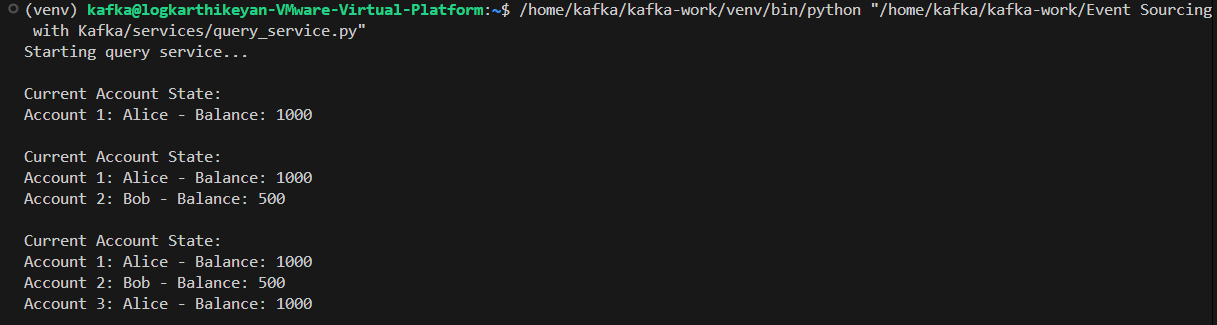 (venv) kafka@logkarthikeyan-VMware-Virtual-Platform:~$ /home/kafka/kafka-work/venv/bin/python "/home/kafka/kafka-work/Event Sourcing
with Kafka/services/query_service.py"
Starting query service...
Current Account State:
Account 1: Alice - Balance: 1000
Current Account State:
Account 1: Alice - Balance: 1000
Account 2: Bob - Balance: 500
Current Account State:
Account 1: Alice - Balance: 1000
Account 2: Bob - Balance: 500
Account 3: Alice - Balance: 1000